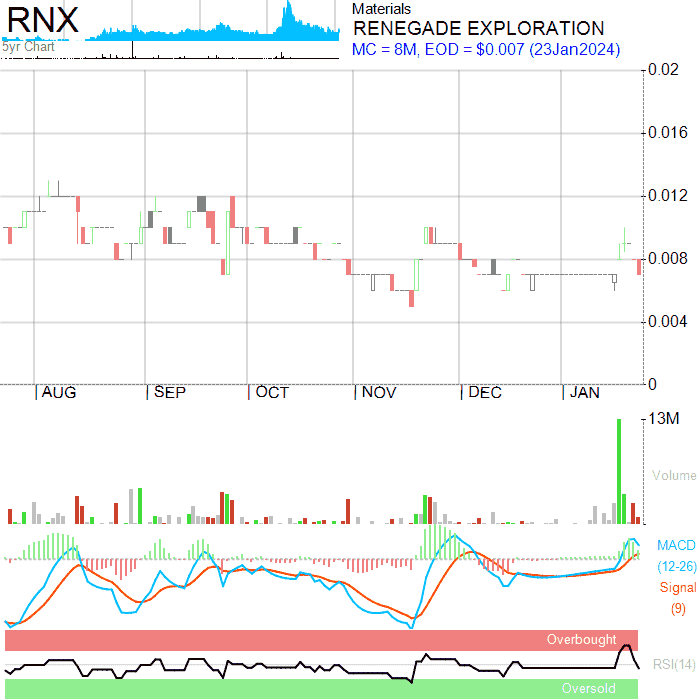 RNX
5yr Chart
Materials
RENEGADE EXPLORATION
MC = 8M, EOD = $0.007 (23Jan2024)
0.02
0.016
0.012
0.008
0.004
0
AUG SEP OCT NOV DEC JAN
13M
Volume
MACD
(12-26)
Signal
(9)
Overbought
RSI(14)
Oversold